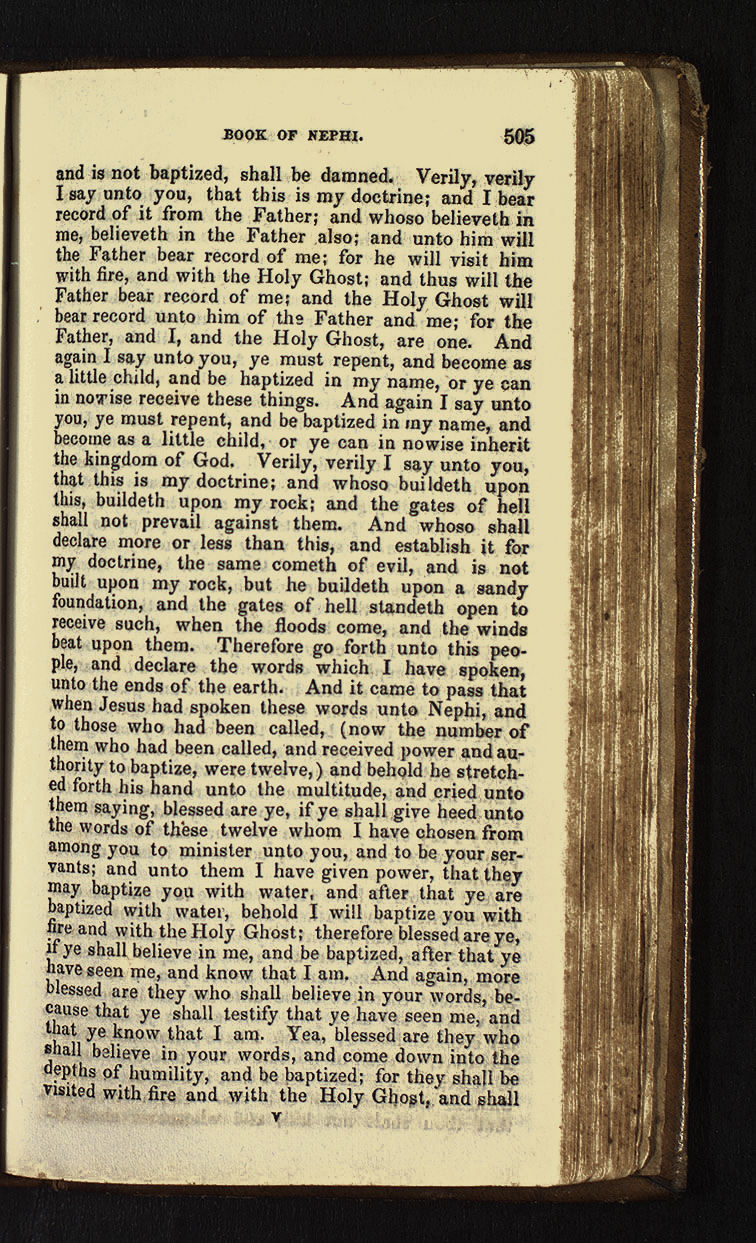 BOOK OF NEPHI. 505
and is not baptized, shall be damned. Verily, verily
I say unto you, that this is my doctrine; and I bear
record of it from the Father; and whoso believeth in
me, believeth in the Father also; and unto him will
the Father bear record of me; for he will visit him
with fire, and with the Holy Ghost; and thus will the
Father bear record of me; and the Holy Ghost will
bear record unto him of the Father and me; for the
Father, and I, and the Holy Ghost, are one. And
again I say unto you, ye must repent, and become as
a little child, and be haptized in my name, or ye can
in nowise receive these things. And again I say unto
you, ye must repent, and be baptized in my name, and
become as a little child, or ye can in nowise inherit
the kingdom of God. Verily, verily I say unto you,
that this is my doctrine; and whoso buildeth upon
this, buildeth upon my rock; and the gates of hell
shall not prevail against them. And whoso shall
declare more or less than this, and establish it for
my doctrine, the same cometh of evil, and is not
built upon my rock, but he buildeth upon a sandy
foundation, and the gates of hell standeth open to
receive such, when the floods come, and the winds
beat upon them. Therefore go forth unto this peo-
ple, and declare the words which I have spoken,
unto the ends of the earth. And it came to pass that
when Jesus had spoken these words unto Nephi, and
to those who had been called, (now the number of
them who had been called, and received power and au-
thority to baptize, were twelve,) and behold he stretch-
ed forth his hand unto the multitude, and cried unto
them saying, blessed are ye, if ye shall give heed unto
the words of these twelve whom I have chosen from
among you to minister unto you, and to be your ser-
vants; and unto them I have given power, that they
may baptize you with water, and after that ye are
baptized with water, behold I will baptize you with
fire and with the Holy Ghost; therefore blessed are ye,
if ye shall believe in me, and be baptized, after that ye
have seen me, and know that I am. And again, more
blessed are they who shall believe in your words, be-
cause that ye shall testify that ye have seen me, and
that ye know that I am. Yea, blessed are they who
shall believe in your words, and come down into the
depths of humility, and be baptized; for they shall be
visited with fire and with the Holy Ghost, and shall
V